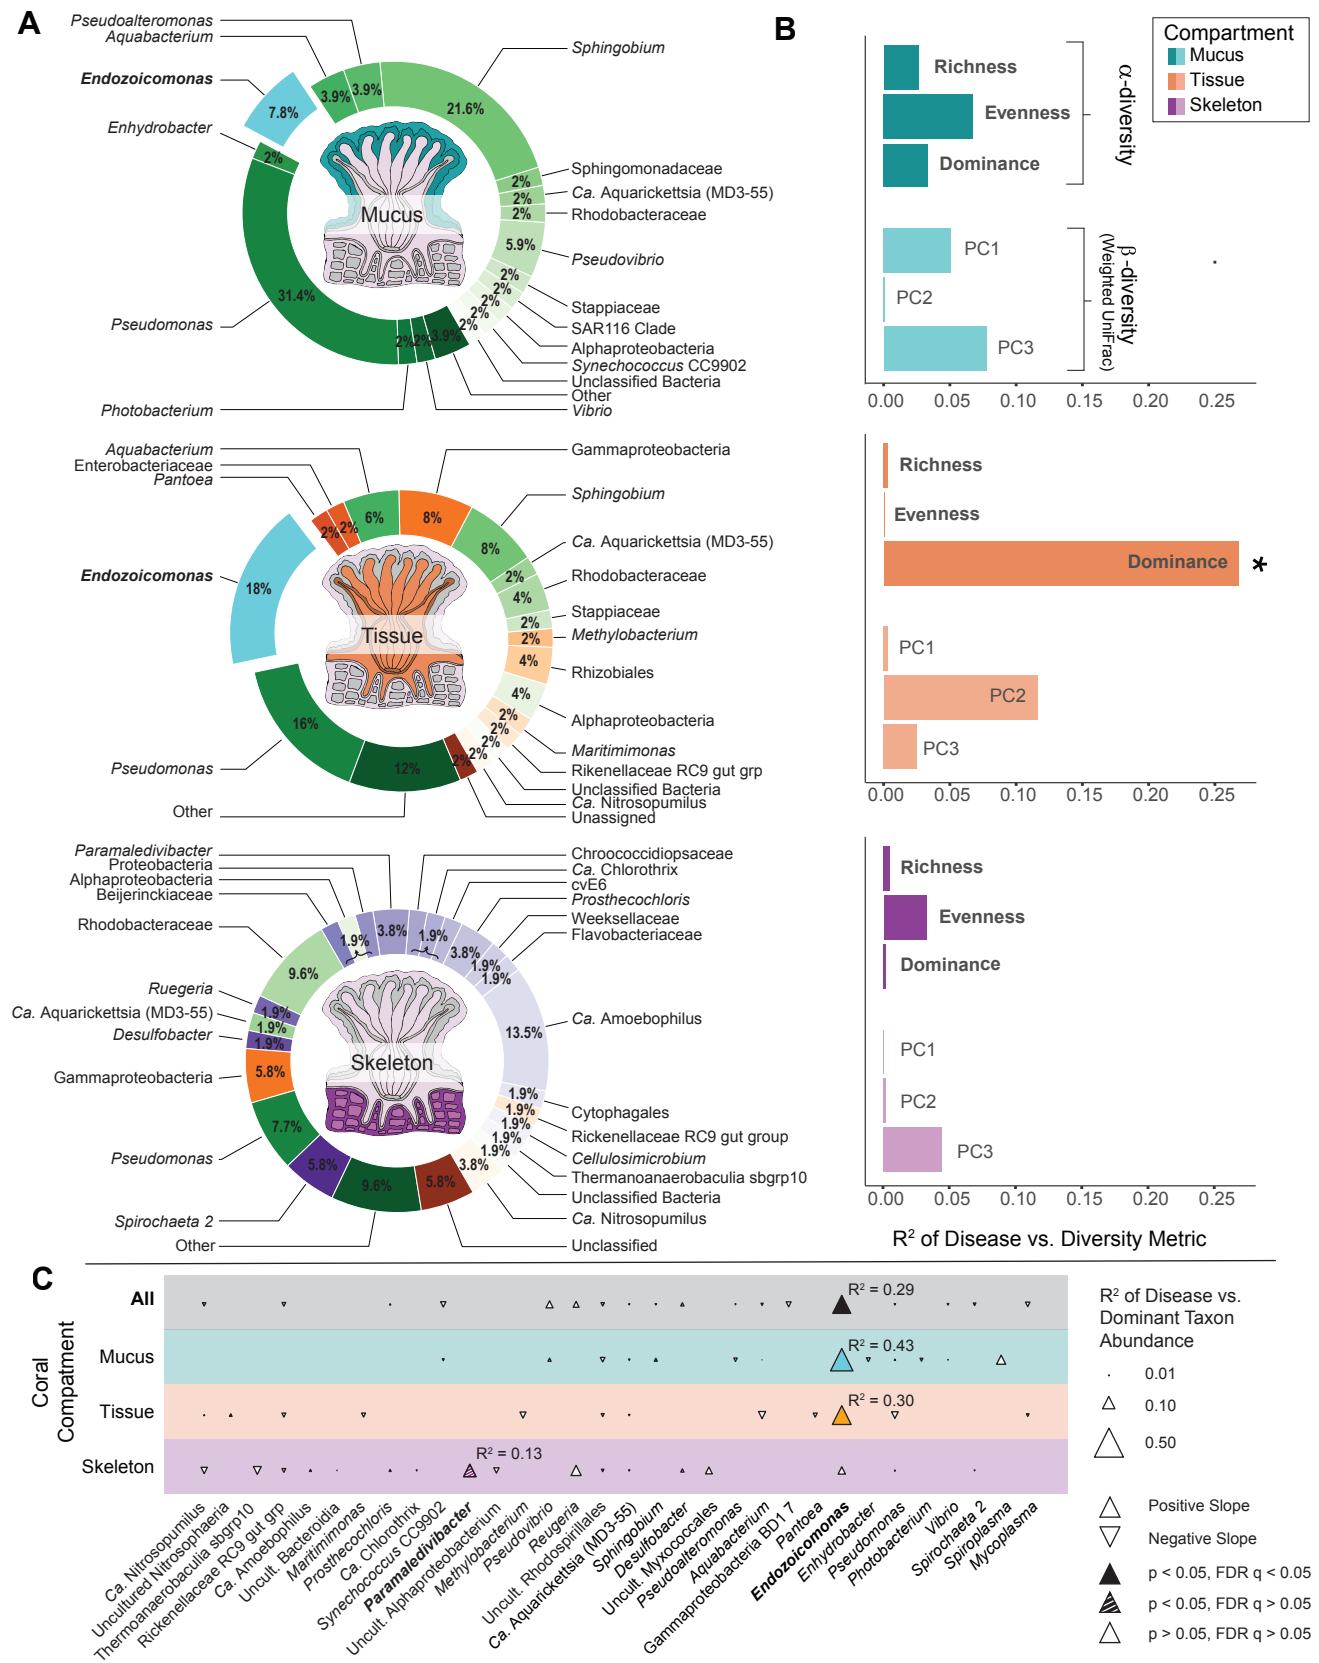 A
Pseudoalteromonas
Aquabacterium
Endozoicomonas
Enhydrobacter
Pseudomonas
Photobacterium
Sphingobium
Sphingomonadaceae
Ca. Aquarickettsia (MD3-55)
Rhodobacteraceae
Pseudovibrio
Stappiaceae
SAR116 Clade
Alphaproteobacteria
Synechococcus CC9902
Unclassified Bacteria
Other
Vibrio
7.8%
3.9%
3.9%
21.6%
2%
2%
2%
5.9%
2%
2%
2%
2%
2%
3.9%
2%
2%
31.4%
2%
Mucus
Aquabacterium
Enterobacteriaceae
Pantoea
Endozoicomonas
Pseudomonas
Other
Gammaproteobacteria
Sphingobium
Ca. Aquarickettsia (MD3-55)
Rhodobacteraceae
Stappiaceae
Methylobacterium
Rhizobiales
Alphaproteobacteria
Maritimimonas
Rikenellaceae RC9 gut grp
Unclassified Bacteria
Ca. Nitrosopumilus
Unassigned
18%
2%
2%
6%
8%
8%
2%
4%
2%
2%
4%
4%
2%
2%
2%
2%
2%
12%
16%
Tissue
Paramaledivibacter
Proteobacteria
Alphaproteobacteria
Beijerinckiaceae
Rhodobacteraceae
Ruegeria
Ca. Aquarickettsia (MD3-55)
Desulfobacter
Gammaproteobacteria
Pseudomonas
Spirochaeta 2
Other
Chroococcidiopsaceae
Ca. Chlorothrix
cvE6
Prosthecochloris
Weeksellaceae
Flavobacteriaceae
Ca. Amoebophilus
Cytophagales
Rickenellaceae RC9 gut group
Cellulosimicrobium
Thermanoanaerobaculia sbgrp10
Unclassified Bacteria
Ca. Nitrosopumilus
Unclassified
1.9%
3.8%
1.9%
3.8%
1.9%
1.9%
13.5%
1.9%
1.9%
1.9%
1.9%
1.9%
3.8%
5.8%
9.6%
5.8%
7.7%
5.8%
1.9%
1.9%
1.9%
9.6%
Skeleton
B
Compartment
Mucus
Tissue
Skeleton
Richness
Evenness
Dominance
α-diversity
PC1
PC2
PC3
β-diversity
(Weighted UniFrac)
0.00 0.05 0.10 0.15 0.20 0.25
Richness
Evenness
Dominance *
PC1
PC2
PC3
0.00 0.05 0.10 0.15 0.20 0.25
Richness
Evenness
Dominance
PC1
PC2
PC3
0.00 0.05 0.10 0.15 0.20 0.25
R² of Disease vs. Diversity Metric
C
Coral
Compatment
All
Mucus
Tissue
Skeleton
R² = 0.29
R² = 0.43
R² = 0.30
R² = 0.13
Ca. Nitrosopumilus
Uncultured Nitrosophaeria
Thermoanaerobaculia sbgrp10
Rickenellaceae RC9 gut grp
Ca. Amoebophilus
Uncult. Bacteroidia
Maritimimonas
Prosthecochloris
Ca. Chlorothrix
Synechococcus CC9902
Paramaledivibacter
Uncult. Alphaproteobacterium
Methylobacterium
Pseudovibrio
Reugeria
Uncult. Rhodospirillales
Ca. Aquarickettsia (MD3-55)
Sphingobium
Desulfobacter
Uncult. Myxococcales
Pseudoalteromonas
Aquabacterium
Gammaproteobacteria BD1 7
Pantoea
Endozoicomonas
Enhydrobacter
Pseudomonas
Photobacterium
Vibrio
Spirochaeta 2
Spiroplasma
Mycoplasma
R² of Disease vs.
Dominant Taxon
Abundance
0.01
0.10
0.50
Positive Slope
Negative Slope
p < 0.05, FDR q < 0.05
p < 0.05, FDR q > 0.05
p > 0.05, FDR q > 0.05